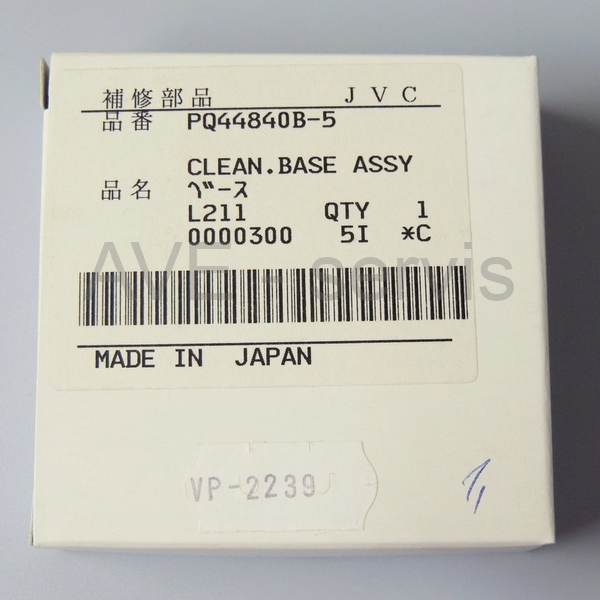 補修部品 JVC
品番 PQ44840B-5
CLEAN.BASE ASSY
品名 ベース
L211 QTY 1
0000300 5I *C
AVE - servis
MADE IN JAPAN
VP-2239